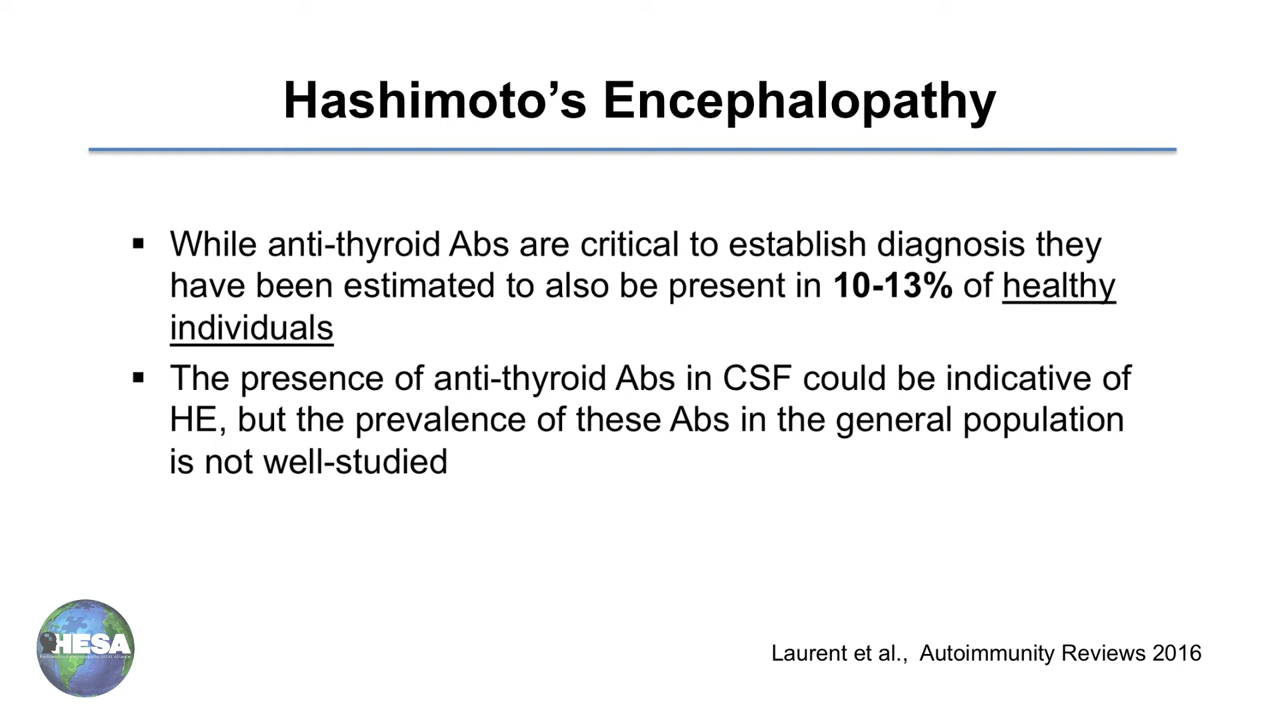 Hashimoto’s Encephalopathy
▪ While anti-thyroid Abs are critical to establish diagnosis they
have been estimated to also be present in 10-13% of healthy
individuals
▪ The presence of anti-thyroid Abs in CSF could be indicative of
HE, but the prevalence of these Abs in the general population
is not well-studied
HESA
Laurent et al., Autoimmunity Reviews 2016